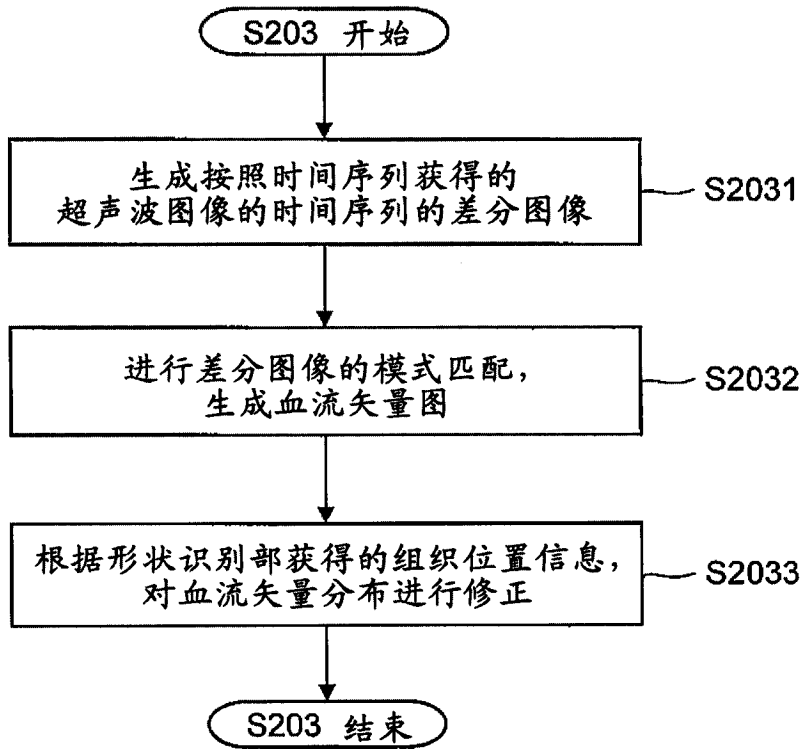 S203 开始
生成按照时间序列获得的
超声波图像的时间序列的差分图像
S2031
进行差分图像的模式匹配，
生成血流矢量图
S2032
根据形状识别部获得的组织位置信息，
对血流矢量分布进行修正
S2033
S203 结束